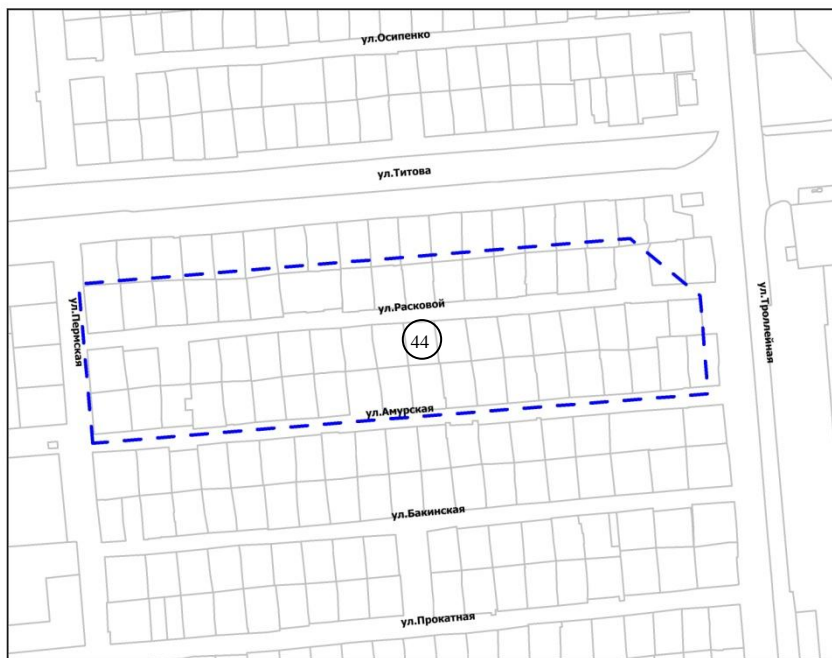 ул.Осипенко
ул.Титова
ул.Пермская
ул.Расковой
ул.Троллейная
44
ул.Амурская
ул.Бакинская
ул.Прокатная